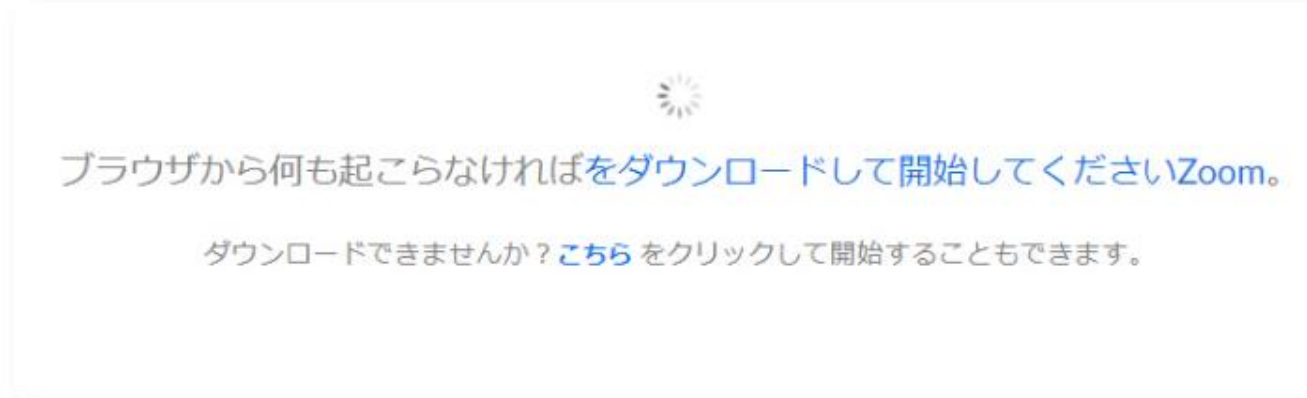 ブラウザから何も起こらなければをダウンロードして開始してくださいZoom。
ダウンロードできませんか？こちら をクリックして開始することもできます。